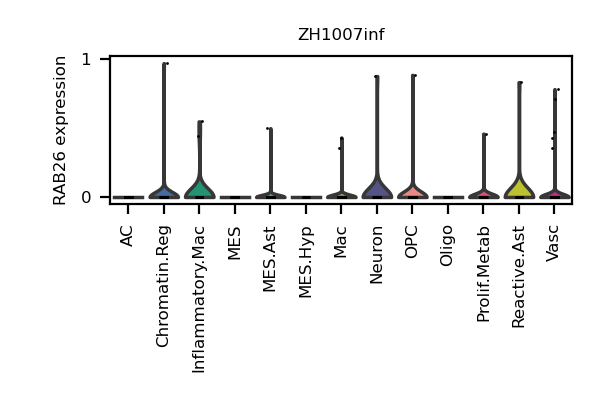 ZH1007inf
RAB26 expression
1
0
AC
Chromatin.Reg
Inflammatory.Mac
MES
MES.Ast
MES.Hyp
Mac
Neuron
OPC
Oligo
Prolif.Metab
Reactive.Ast
Vasc